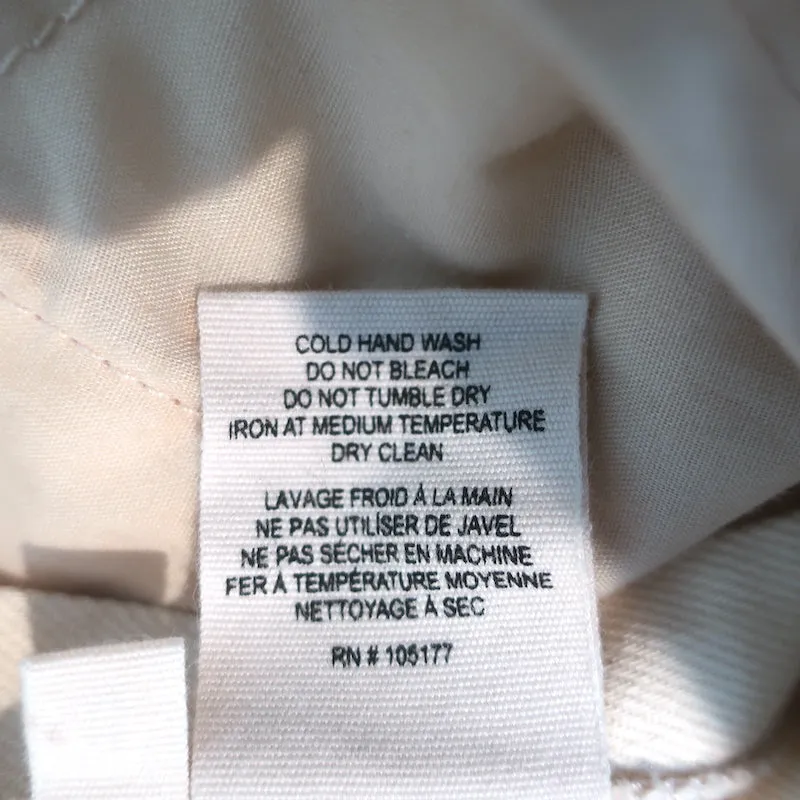 COLD HAND WASH
DO NOT BLEACH
DO NOT TUMBLE DRY
IRON AT MEDIUM TEMPERATURE
DRY CLEAN
LAVAGE FROID À LA MAIN
NE PAS UTILISER DE JAVEL
NE PAS SÉCHER EN MACHINE
FER À TEMPÉRATURE MOYENNE
NETTOYAGE À SEC
RN # 105177